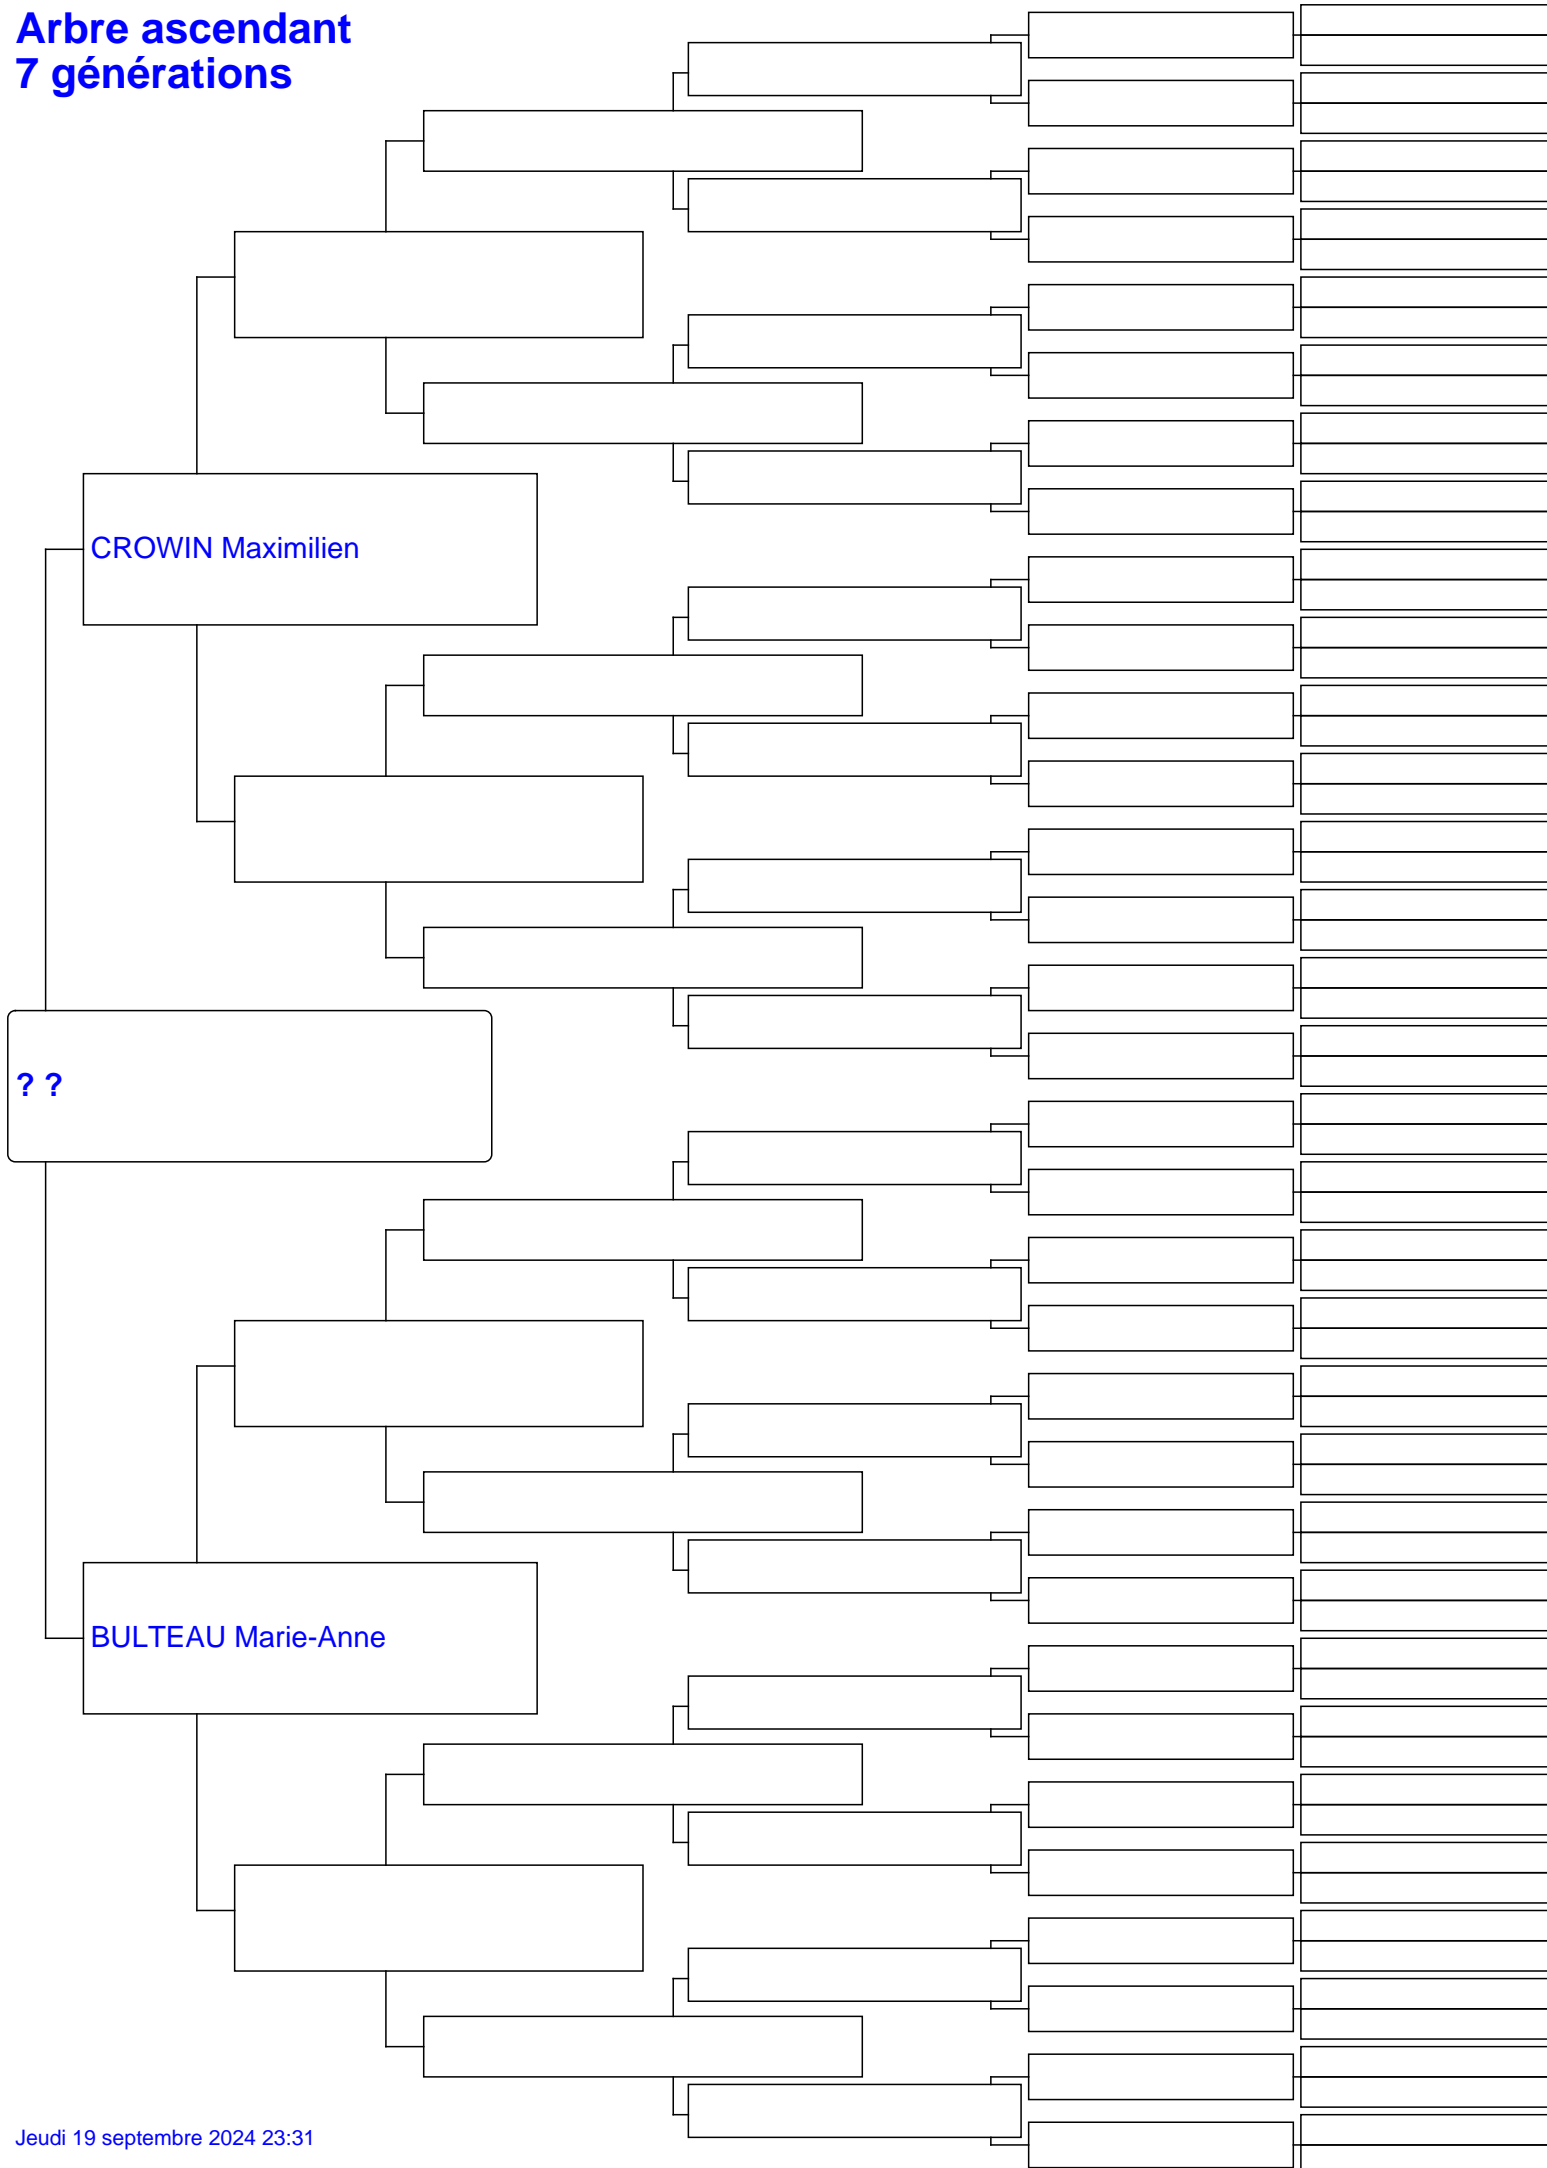 Arbre ascendant
7 générations
CROWIN Maximilien
? ?
BULTEAU Marie-Anne
Jeudi 19 septembre 2024 23:31